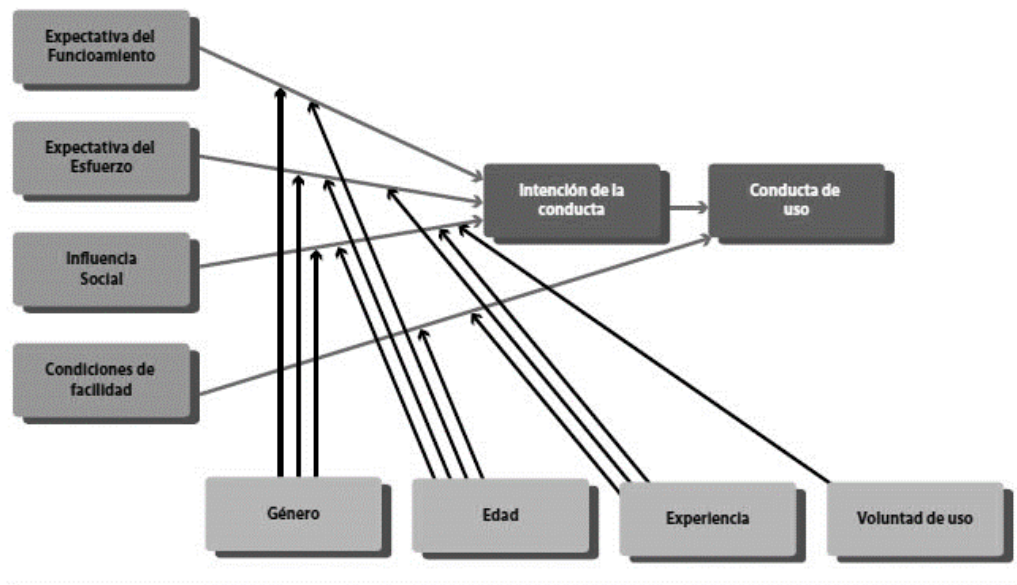 Expectativa del
Funcioamiento
Expectativa del
Esfuerzo
Influencia
Social
Condiciones de
facilidad
Intención de la
conducta
Conducta de
uso
Género
Edad
Experiencia
Voluntad de uso